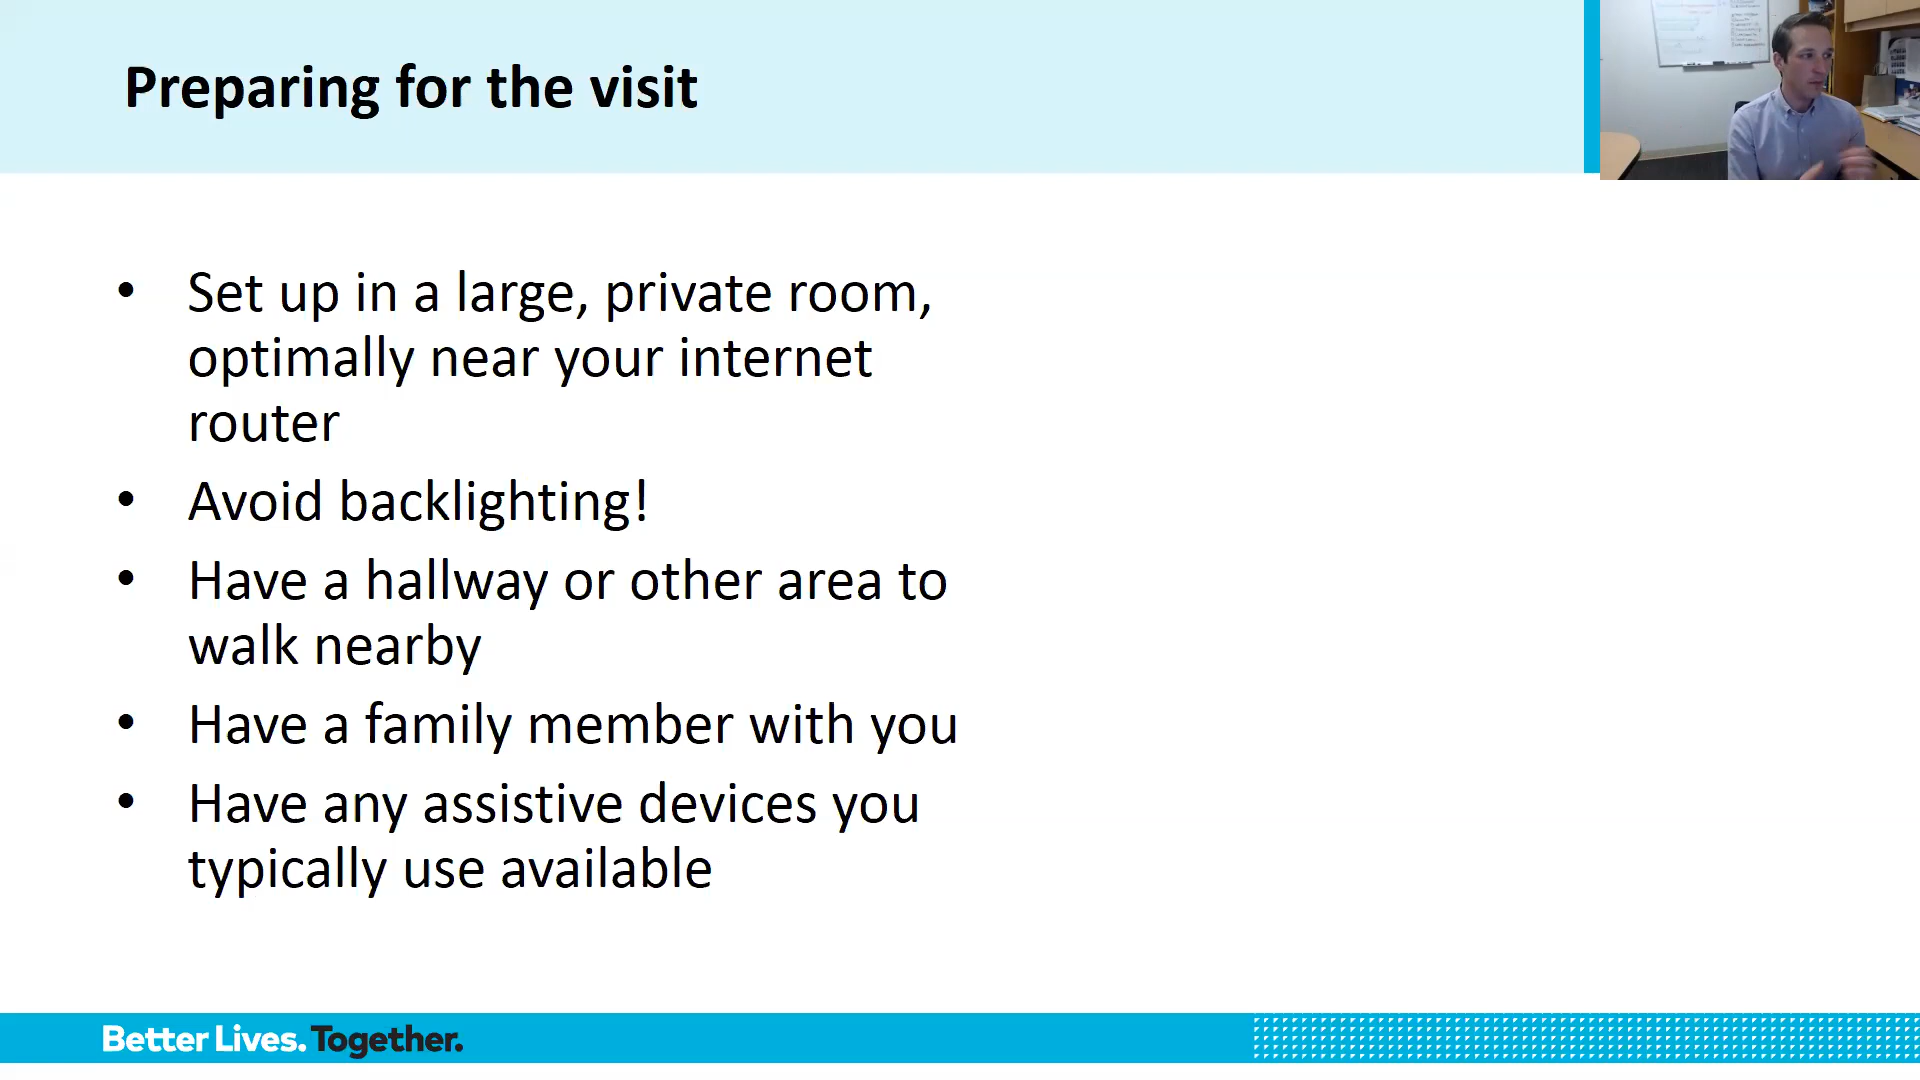 Preparing for the visit
• Set up in a large, private room,
optimally near your internet
router
• Avoid backlighting!
• Have a hallway or other area to
walk nearby
• Have a family member with you
• Have any assistive devices you
typically use available
Better Lives. Together.